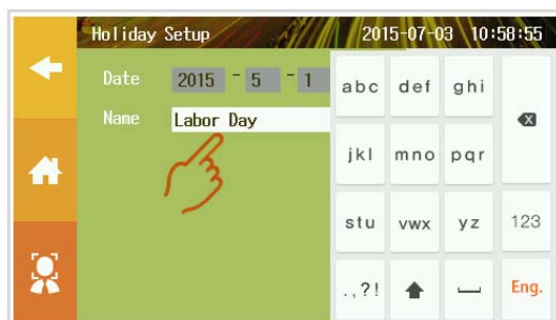 Holiday Setup 2015-07-03 10:58:55
Date 2015 - 5 - 1
Name Labor Day
abc def ghi
jkl mno pqr
stu vwx yz 123
.,?! Eng.